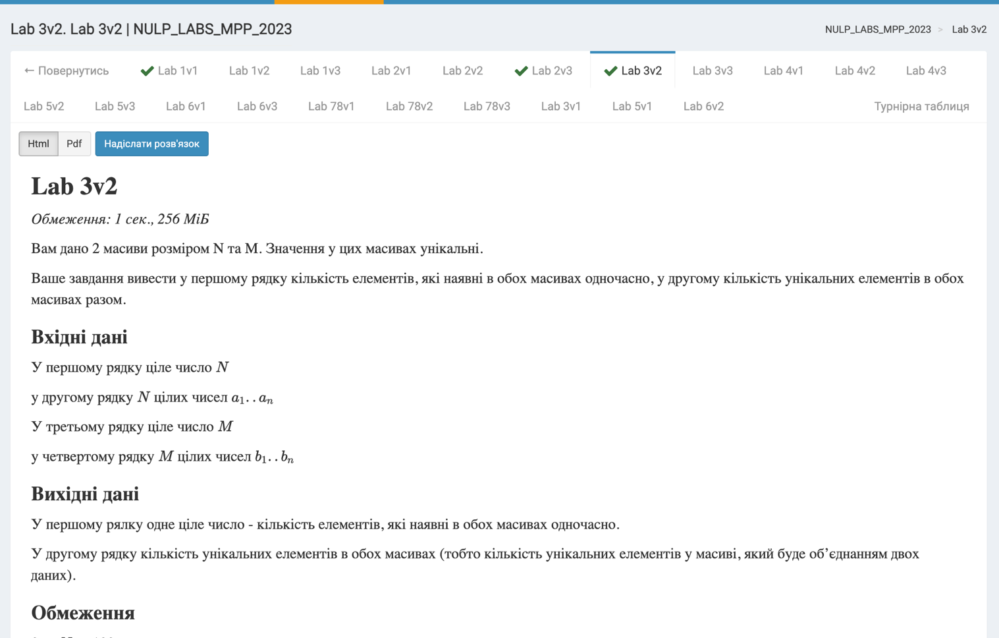 Lab 3v2. Lab 3v2 | NULP_LABS_MPP_2023
NULP_LABS_MPP_2023 > Lab 3v2
← Повернутись Lab 1v1 Lab 1v2 Lab 1v3 Lab 2v1 Lab 2v2 Lab 2v3 Lab 3v2 Lab 3v3 Lab 4v1 Lab 4v2 Lab 4v3
Lab 5v2 Lab 5v3 Lab 6v1 Lab 6v3 Lab 78v1 Lab 78v2 Lab 78v3 Lab 3v1 Lab 5v1 Lab 6v2 Турнірна таблиця
Html Pdf Надіслати розв'язок
Lab 3v2
Обмеження: 1 сек., 256 МіБ
Вам дано 2 масиви розміром N та M. Значення у цих масивах унікальні.
Ваше завдання вивести у першому рядку кількість елементів, які наявні в обох масивах одночасно, у другому кількість унікальних елементів в обох
масивах разом.
Вхідні дані
У першому рядку ціле число N
у другому рядку N цілих чисел a₁. . aₙ
У третьому рядку ціле число M
у четвертому рядку M цілих чисел b₁. . bₙ
Вихідні дані
У першому рялку одне ціле число - кількість елементів, які наявні в обох масивах одночасно.
У другому рядку кількість унікальних елементів в обох масивах (тобто кількість унікальних елементів у масиві, який буде об’єднанням двох
даних).
Обмеження